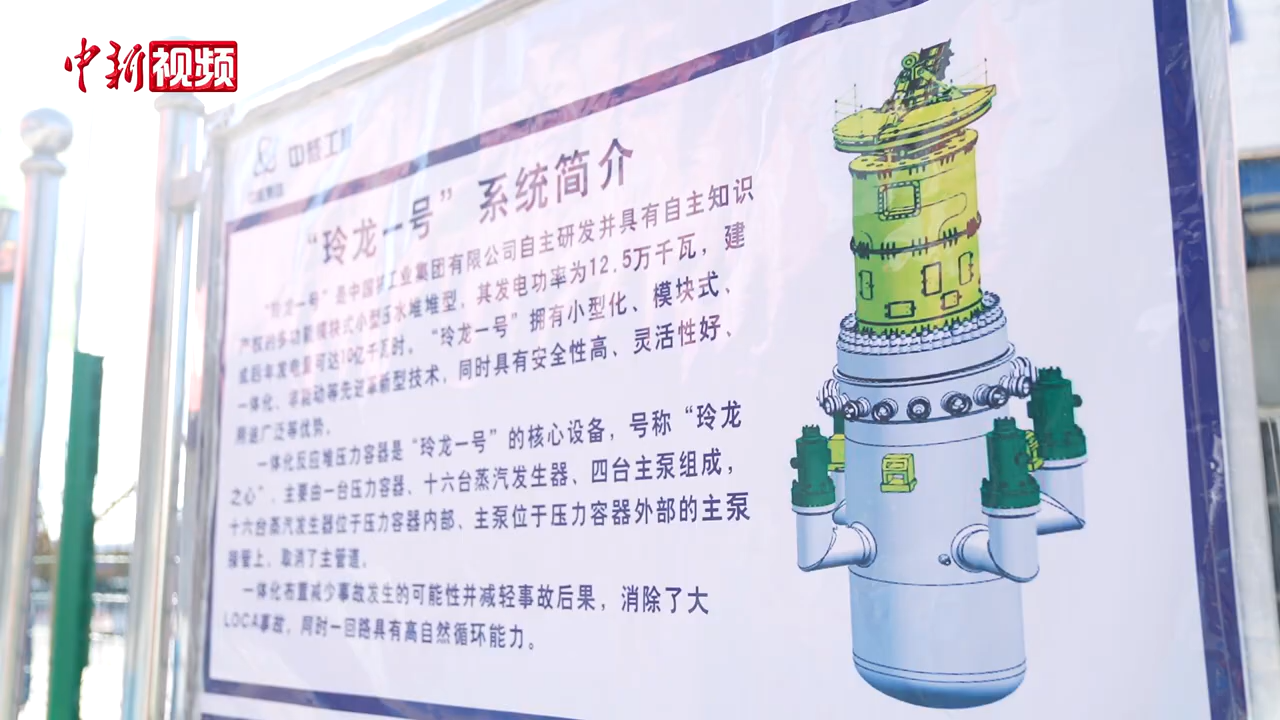 中新视频
中核工业
中核集团
“玲龙一号”系统简介
“玲龙一号”是中国核工业集团有限公司自主研发并具有自主知识
产权的多功能模块式小型压水堆堆型，其发电功率为12.5万千瓦，建
成后年发电量可达10亿千瓦时。“玲龙一号”拥有小型化、模块式、
一体化、非能动等先进革新型技术，同时具有安全性高、灵活性好、
用途广泛等优势。
一体化反应堆压力容器是“玲龙一号”的核心设备，号称“玲龙
之心”，主要由一台压力容器、十六台蒸汽发生器、四台主泵组成，
十六台蒸汽发生器位于压力容器内部、主泵位于压力容器外部的主泵
接管上，取消了主管道。
一体化布置减少事故发生的可能性并减轻事故后果，消除了大
LOCA事故，同时一回路具有高自然循环能力。